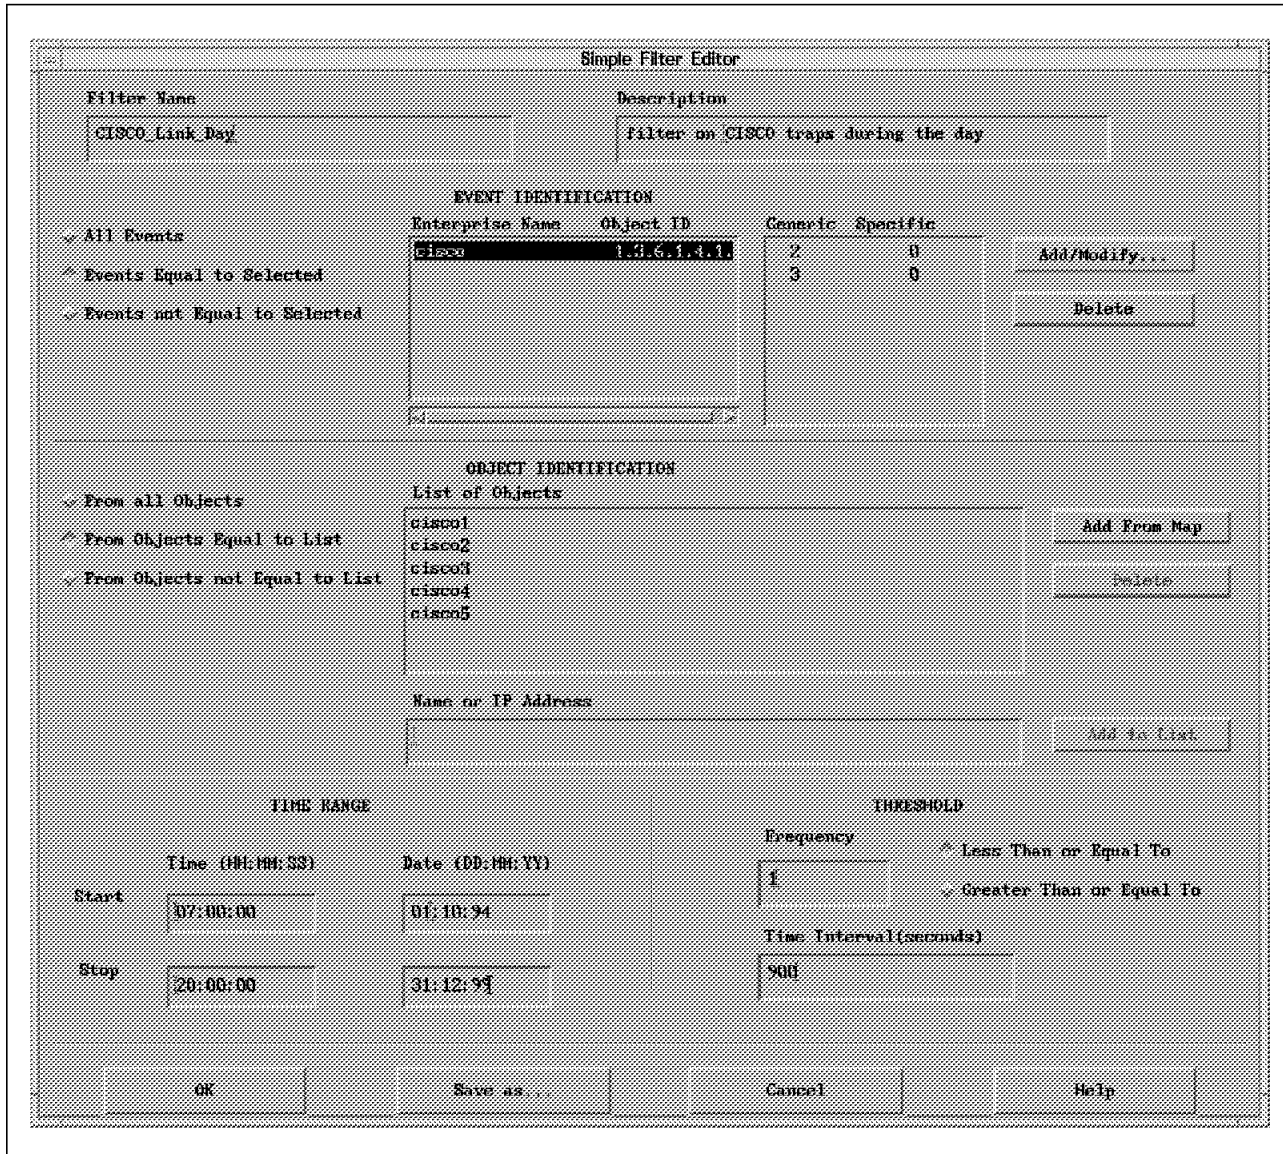 Simple Filter Editor
Filter Name
Description
CISCO_Link_Day
filter on CISCO traps during the day
EVENT IDENTIFICATION
Enterprise Name Object ID
Generic Specific
All Events
Events Equal to Selected
Events not Equal to Selected
cisco 1.3.6.1.4.1.
2 0
3 0
Add/Modify...
Delete
OBJECT IDENTIFICATION
List of Objects
From all Objects
From Objects Equal to List
From Objects not Equal to List
cisco1
cisco2
cisco3
cisco4
cisco5
Add From Map
Delete
Name or IP Address
Add to List
TIME RANGE
Time (HH:MM:SS)
Date (DD:MM:YY)
Start
07:00:00
01:10:94
Stop
20:00:00
31:12:99
THRESHOLD
Frequency
1
Less Than or Equal To
Greater Than or Equal To
Time Interval(seconds)
900
OK
Save as...
Cancel
Help